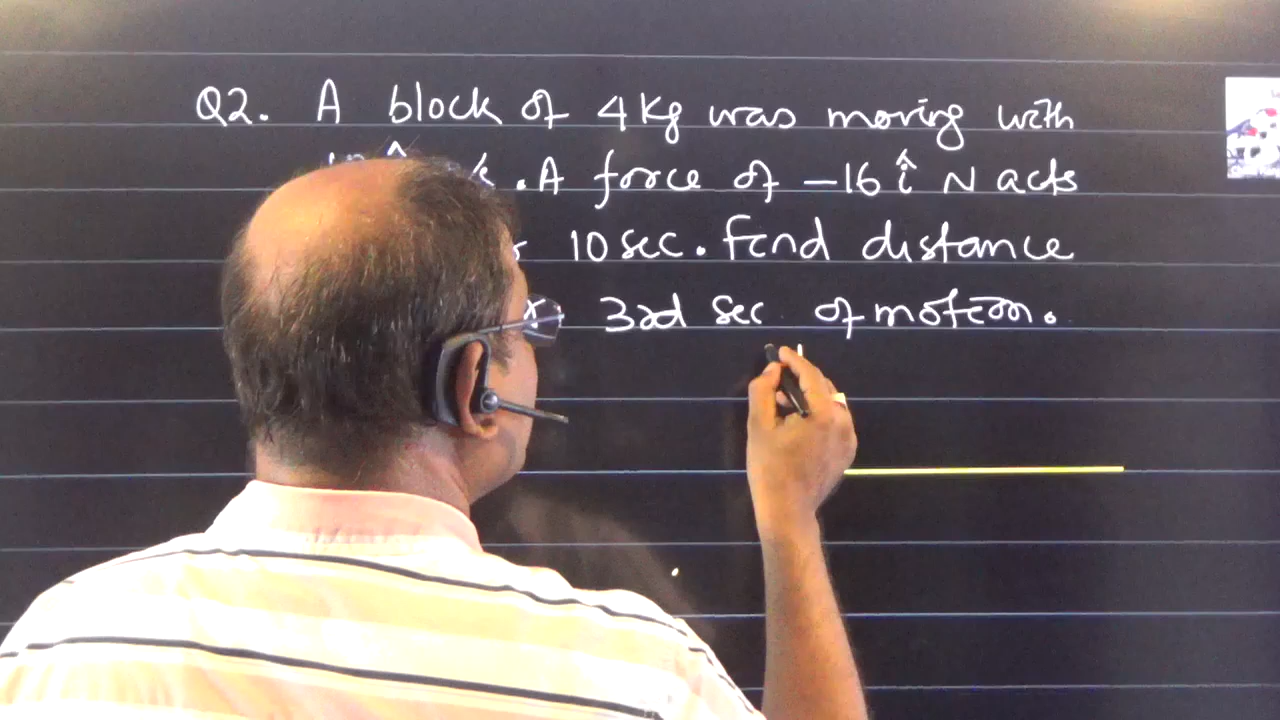 Q2. A block of 4 Kg was moving with
. A force of -16 î N acts
10 sec. Find distance
3rd sec of motion.